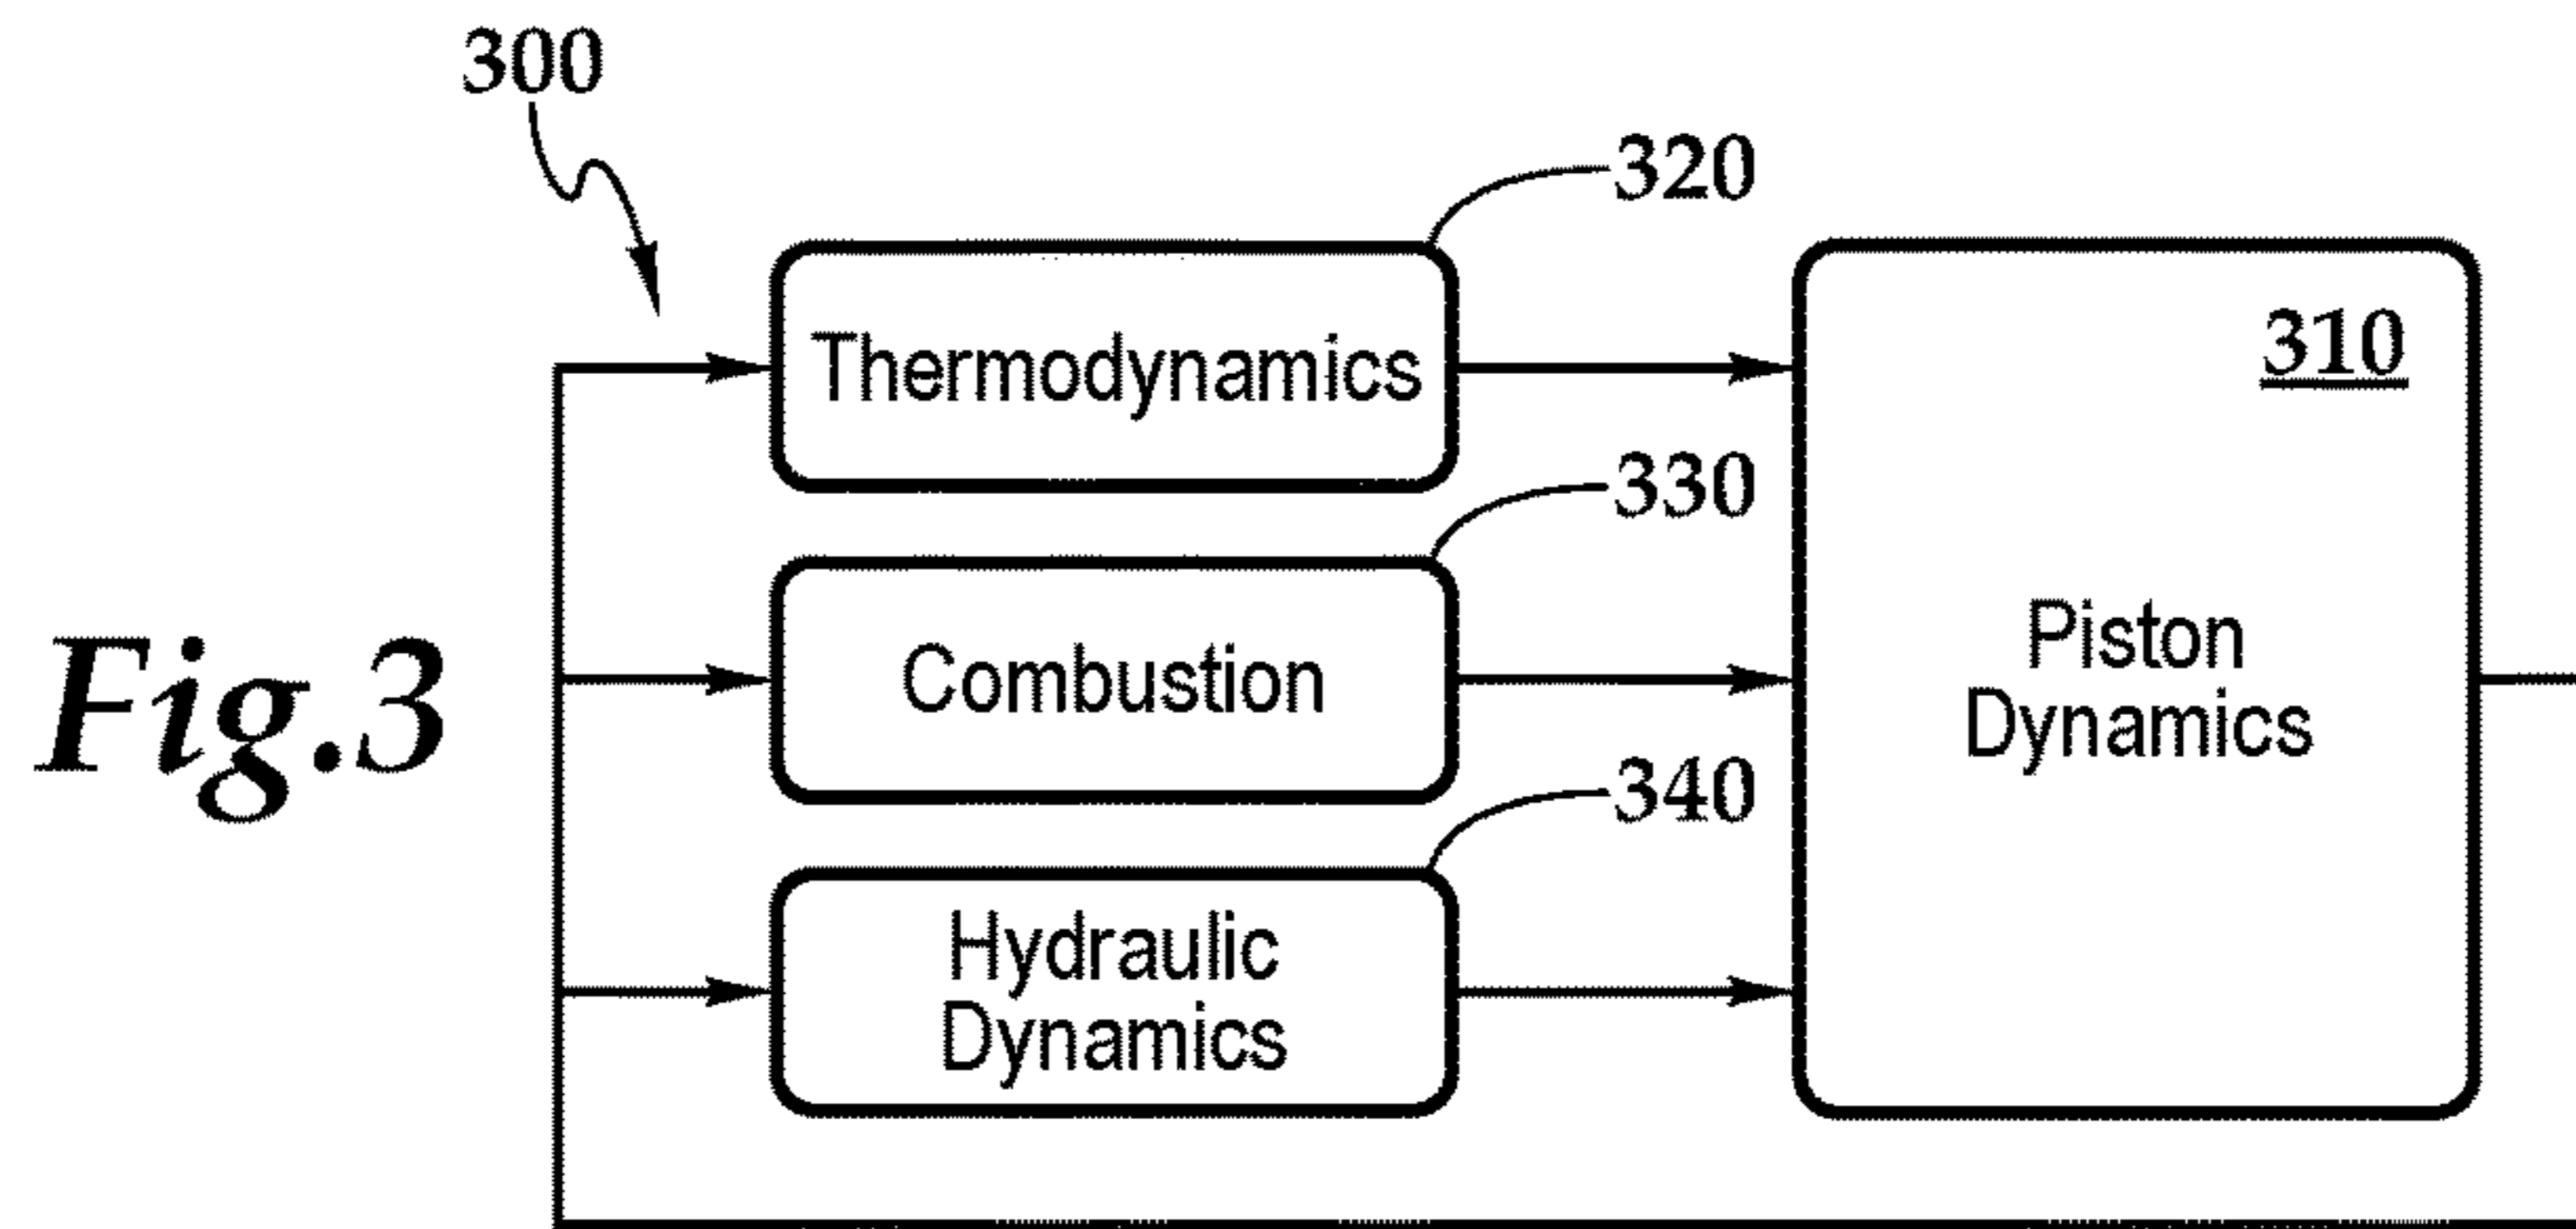 300
320
Thermodynamics
310
330
Combustion
Piston
Dynamics
Fig.3
340
Hydraulic
Dynamics